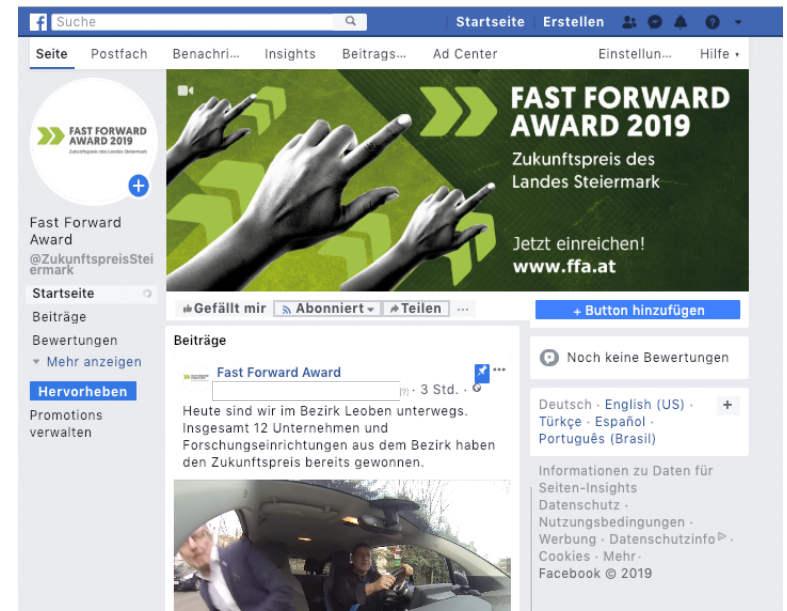 Suche
Startseite Erstellen
Seite Postfach Benachri... Insights Beitrags... Ad Center Einstellun... Hilfe
FAST FORWARD
AWARD 2019
Zukunftspreis des Landes Steiermark
Fast Forward
Award
@ZukunftspreisStei
ermark
Startseite
Beiträge
Bewertungen
Mehr anzeigen
Hervorheben
Promotions
verwalten
FAST FORWARD
AWARD 2019
Zukunftspreis des
Landes Steiermark
Jetzt einreichen!
www.ffa.at
Gefällt mir Abonniert Teilen ...
+ Button hinzufügen
Beiträge
Fast Forward Award
[?] · 3 Std. ·
Heute sind wir im Bezirk Leoben unterwegs.
Insgesamt 12 Unternehmen und
Forschungseinrichtungen aus dem Bezirk haben
den Zukunftspreis bereits gewonnen.
Noch keine Bewertungen
Deutsch · English (US) · +
Türkçe · Español ·
Português (Brasil)
Informationen zu Daten für
Seiten-Insights
Datenschutz ·
Nutzungsbedingungen ·
Werbung · Datenschutzinfo ·
Cookies · Mehr·
Facebook © 2019